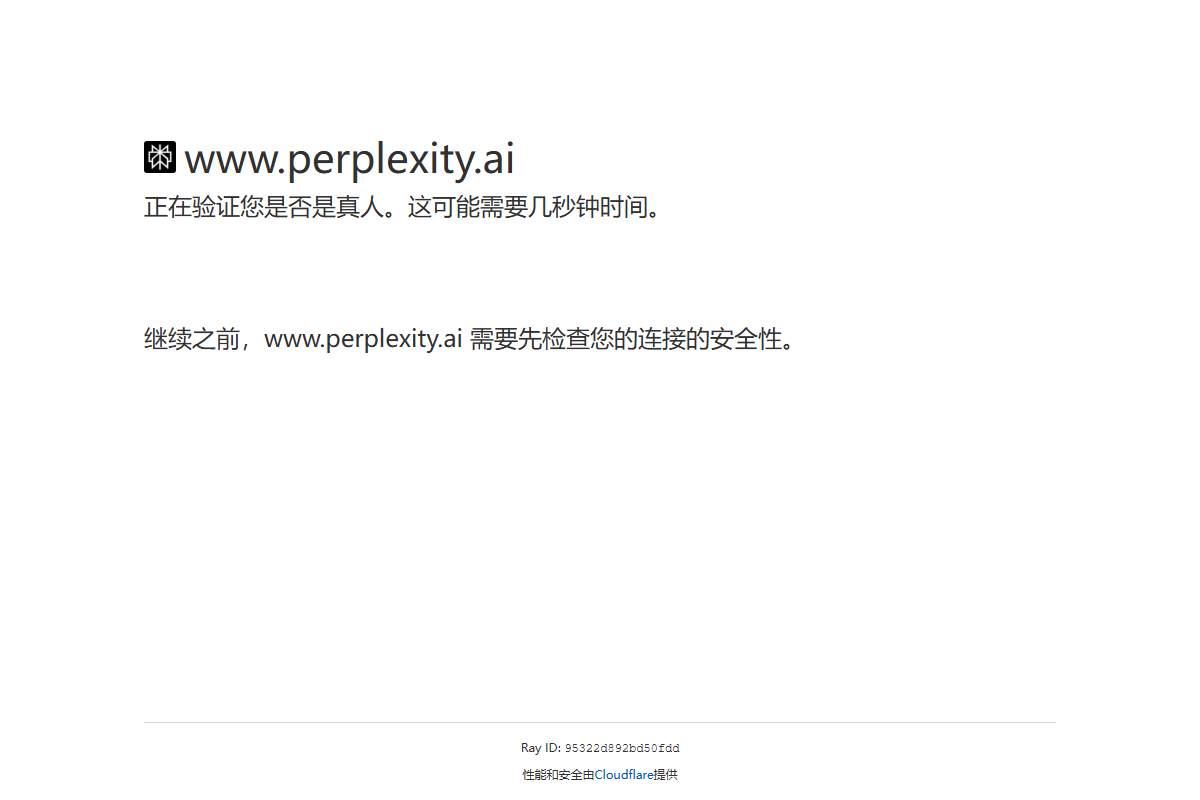 www.perplexity.ai
正在验证您是否是真人。这可能需要几秒钟时间。
继续之前，www.perplexity.ai 需要先检查您的连接的安全性。
Ray ID: 95322d892bd50fdd
性能和安全由Cloudflare提供